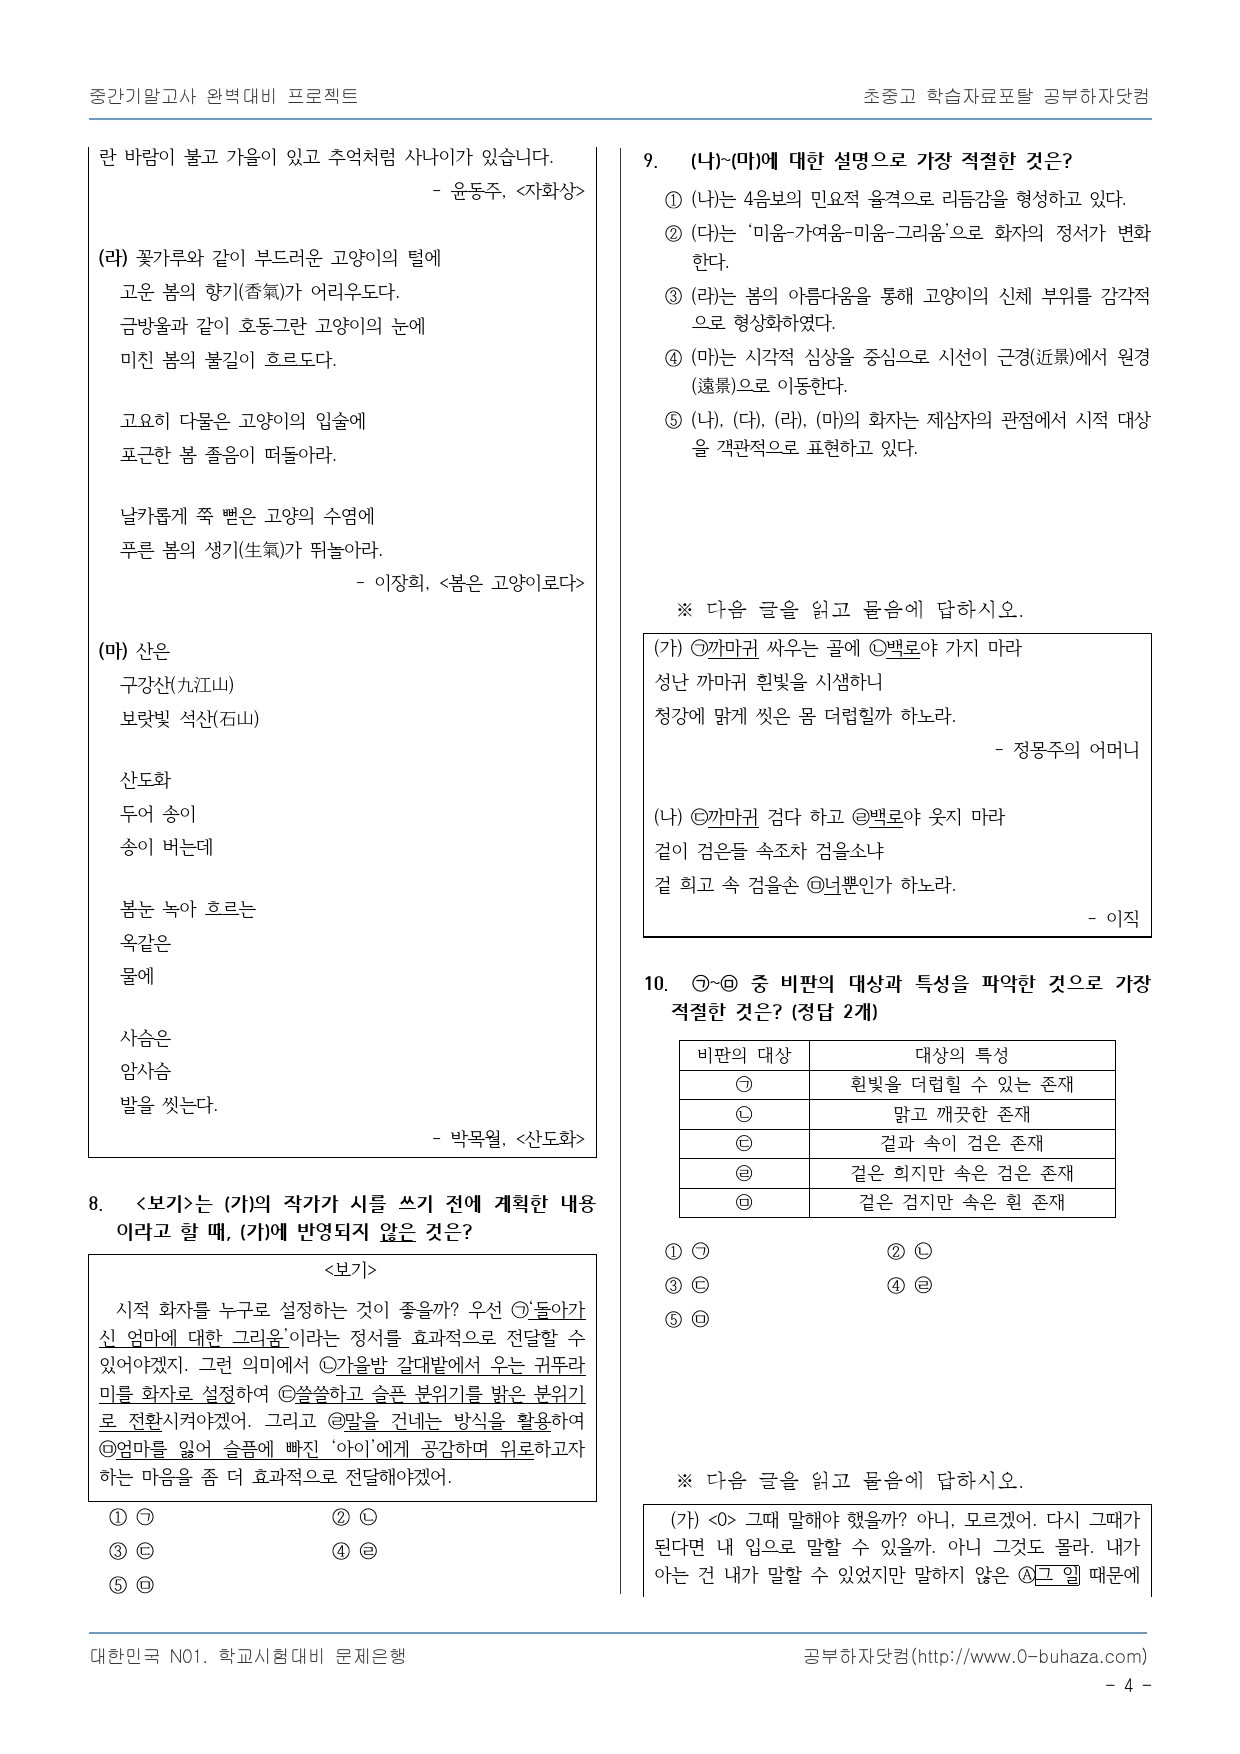 중간기말고사 완벽대비 프로젝트
초중고 학습자료포탈 공부하자닷컴
란 바람이 불고 가을이 있고 추억처럼 사나이가 있습니다.
- 윤동주, <자화상>
(라) 꽃가루와 같이 부드러운 고양이의 털에
고운 봄의 향기(香氣)가 어리우도다.
금방울과 같이 호동그란 고양이의 눈에
미친 봄의 불길이 흐르도다.
고요히 다물은 고양이의 입술에
포근한 봄 졸음이 떠돌아라.
날카롭게 쭉 뻗은 고양의 수염에
푸른 봄의 생기(生氣)가 뛰놀아라.
- 이장희, <봄은 고양이로다>
(마) 산은
구강산(九江山)
보랏빛 석산(石山)
산도화
두어 송이
송이 버는데
봄눈 녹아 흐르는
옥같은
물에
사슴은
암사슴
발을 씻는다.
- 박목월, <산도화>
8. <보기>는 (가)의 작가가 시를 쓰기 전에 계획한 내용
이라고 할 때, (가)에 반영되지 않은 것은?
<보기>
시적 화자를 누구로 설정하는 것이 좋을까? 우선 ㉠‘돌아가
신 엄마에 대한 그리움’이라는 정서를 효과적으로 전달할 수
있어야겠지. 그런 의미에서 ㉡가을밤 갈대밭에서 우는 귀뚜라
미를 화자로 설정하여 ㉢쓸쓸하고 슬픈 분위기를 밝은 분위기
로 전환시켜야겠어. 그리고 ㉣말을 건네는 방식을 활용하여
㉤엄마를 잃어 슬픔에 빠진 ‘아이’에게 공감하며 위로하고자
하는 마음을 좀 더 효과적으로 전달해야겠어.
① ㉠ ② ㉡
③ ㉢ ④ ㉣
⑤ ㉤
9. (나)~(마)에 대한 설명으로 가장 적절한 것은?
① (나)는 4음보의 민요적 율격으로 리듬감을 형성하고 있다.
② (다)는 ‘미움-가여움-미움-그리움’으로 화자의 정서가 변화
한다.
③ (라)는 봄의 아름다움을 통해 고양이의 신체 부위를 감각적
으로 형상화하였다.
④ (마)는 시각적 심상을 중심으로 시선이 근경(近景)에서 원경
(遠景)으로 이동한다.
⑤ (나), (다), (라), (마)의 화자는 제삼자의 관점에서 시적 대상
을 객관적으로 표현하고 있다.
※ 다음 글을 읽고 물음에 답하시오.
(가) ㉠까마귀 싸우는 골에 ㉡백로야 가지 마라
성난 까마귀 흰빛을 시샘하니
청강에 맑게 씻은 몸 더럽힐까 하노라.
- 정몽주의 어머니
(나) ㉢까마귀 검다 하고 ㉣백로야 웃지 마라
겉이 검은들 속조차 검을소냐
겉 희고 속 검을손 ㉤너뿐인가 하노라.
- 이직
10. ㉠~㉤ 중 비판의 대상과 특성을 파악한 것으로 가장
적절한 것은? (정답 2개)
비판의 대상 대상의 특성
㉠ 흰빛을 더럽힐 수 있는 존재
㉡ 맑고 깨끗한 존재
㉢ 겉과 속이 검은 존재
㉣ 겉은 희지만 속은 검은 존재
㉤ 겉은 검지만 속은 흰 존재
① ㉠ ② ㉡
③ ㉢ ④ ㉣
⑤ ㉤
※ 다음 글을 읽고 물음에 답하시오.
(가) <0> 그때 말해야 했을까? 아니, 모르겠어. 다시 그때가
된다면 내 입으로 말할 수 있을까. 아니 그것도 몰라. 내가
아는 건 내가 말할 수 있었지만 말하지 않은 Ⓐ그 일 때문에
대한민국 N01. 학교시험대비 문제은행
공부하자닷컴(http://www.0-buhaza.com)
- 4 -